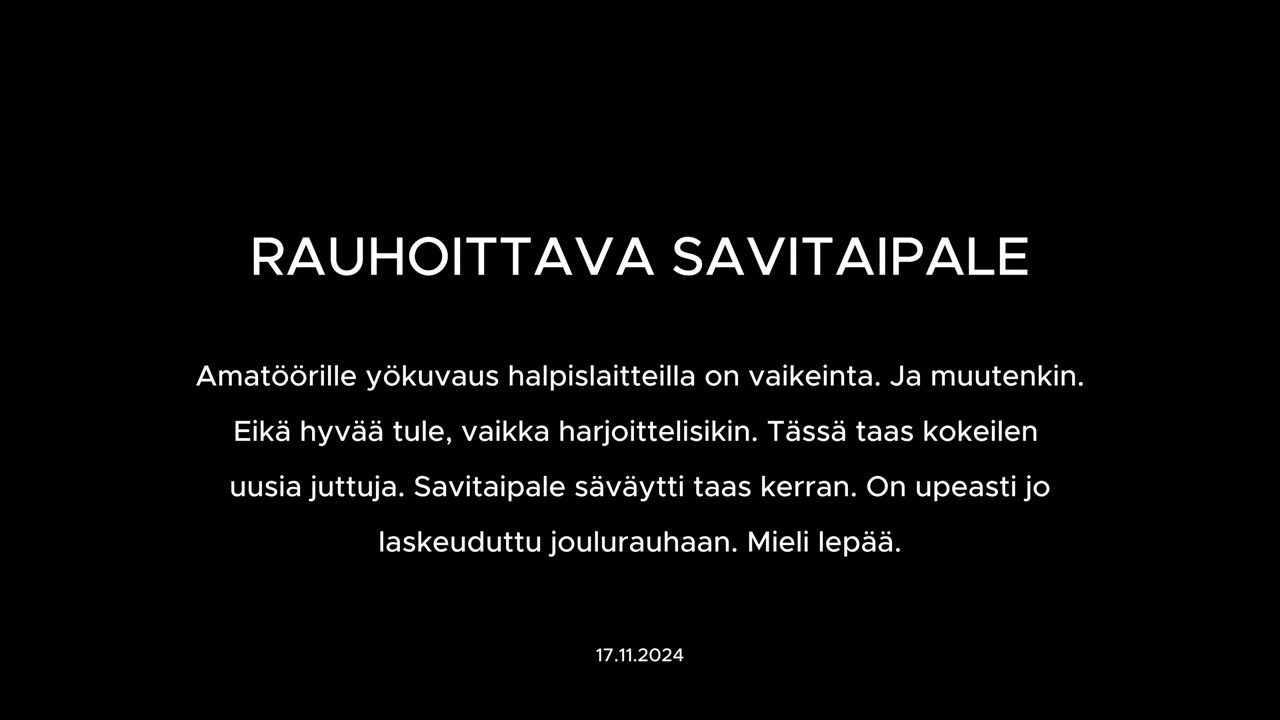 RAUHOITTAVA SAVITAIPALE
Amatöörille yökuvaus halpislaitteilla on vaikeinta. Ja muutenkin.
Eikä hyvää tule, vaikka harjoittelisikin. Tässä taas kokeilen
uusia juttuja. Savitaipale säväytti taas kerran. On upeasti jo
laskeuduttu joulurauhaan. Mieli lepää.
17.11.2024